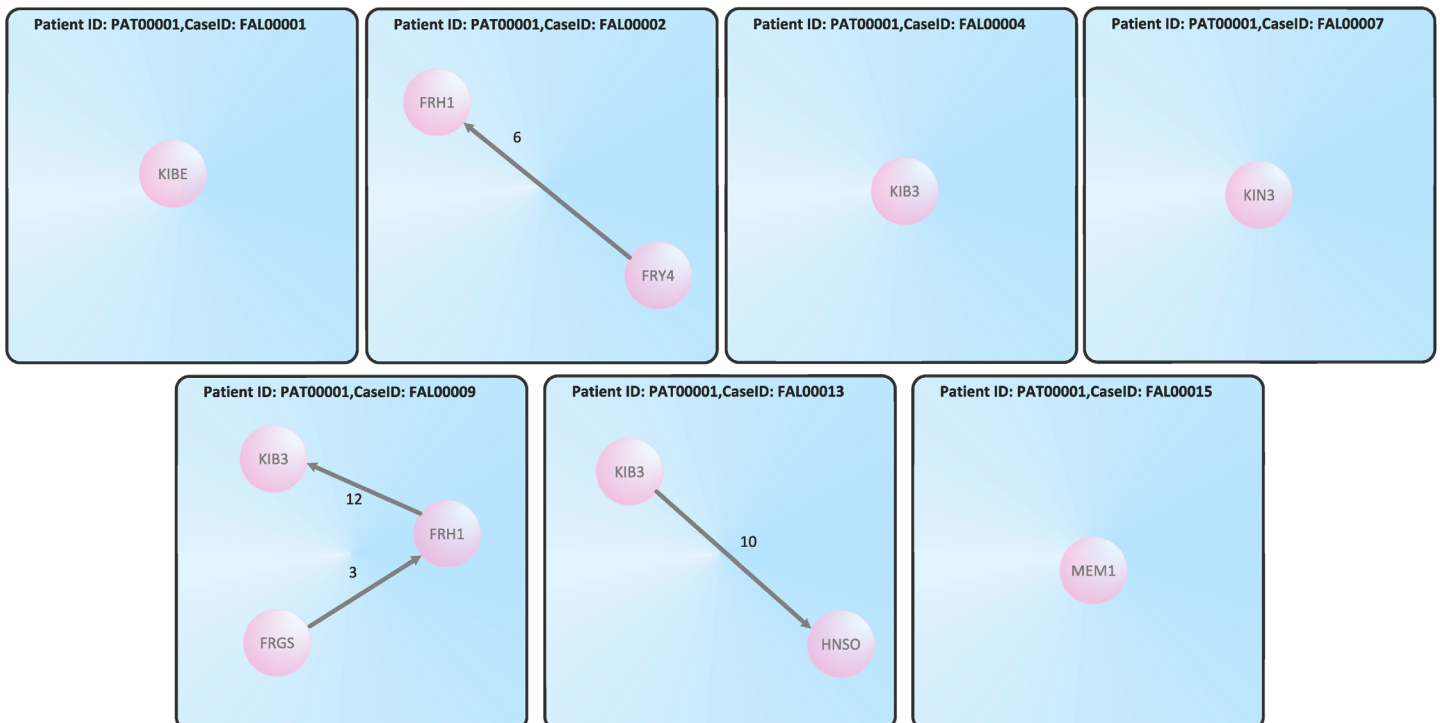 Patient ID: PAT00001,CaseID: FAL00001
KIBE
Patient ID: PAT00001,CaseID: FAL00002
FRH1
6
FRY4
Patient ID: PAT00001,CaseID: FAL00004
KIB3
Patient ID: PAT00001,CaseID: FAL00007
KIN3
Patient ID: PAT00001,CaseID: FAL00009
KIB3
12
FRH1
3
FRGS
Patient ID: PAT00001,CaseID: FAL00013
KIB3
10
HNSO
Patient ID: PAT00001,CaseID: FAL00015
MEM1